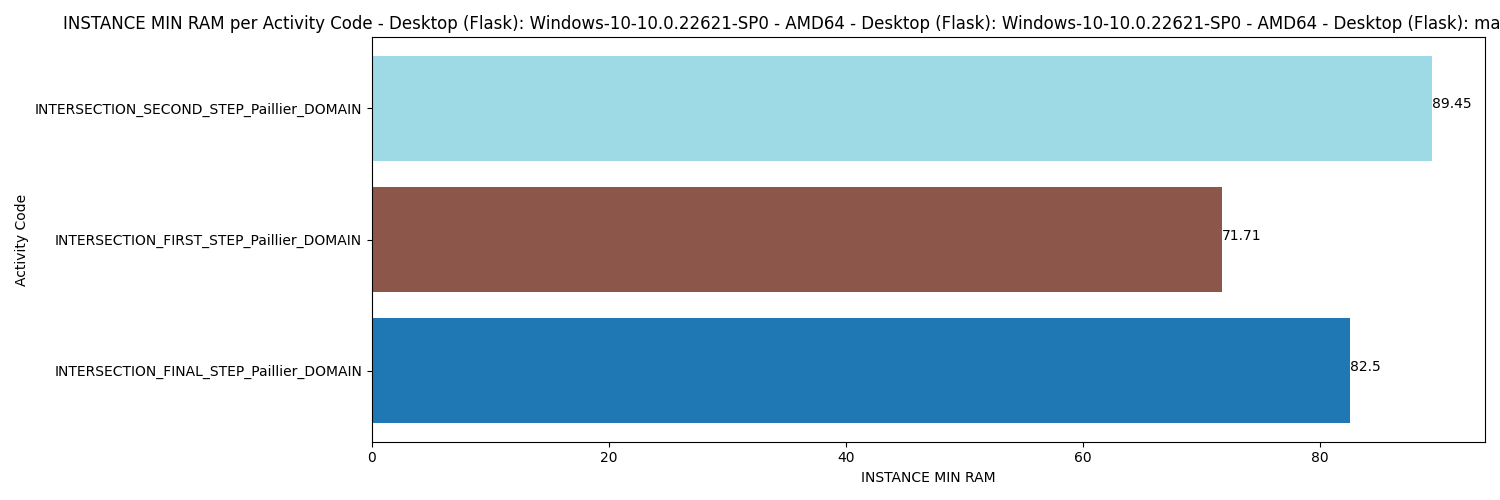 INSTANCE MIN RAM per Activity Code - Desktop (Flask): Windows-10-10.0.22621-SP0 - AMD64 - Desktop (Flask): Windows-10-10.0.22621-SP0 - AMD64 - Desktop (Flask): ma
INTERSECTION_SECOND_STEP_Paillier_DOMAIN
89.45
INTERSECTION_FIRST_STEP_Paillier_DOMAIN
71.71
INTERSECTION_FINAL_STEP_Paillier_DOMAIN
82.5
Activity Code
0 20 40 60 80
INSTANCE MIN RAM